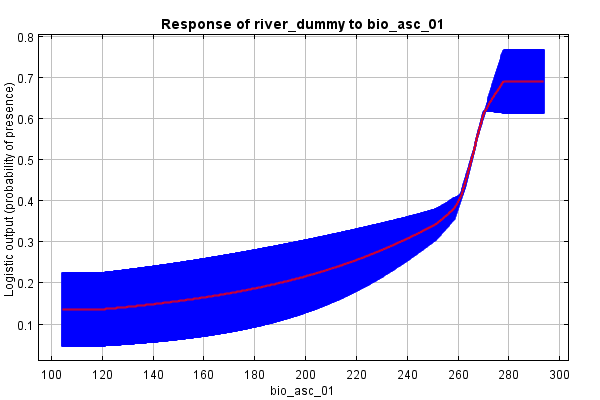 Response of river_dummy to bio_asc_01
Logistic output (probability of presence)
0.8
0.7
0.6
0.5
0.4
0.3
0.2
0.1
100 120 140 160 180 200 220 240 260 280 300
bio_asc_01